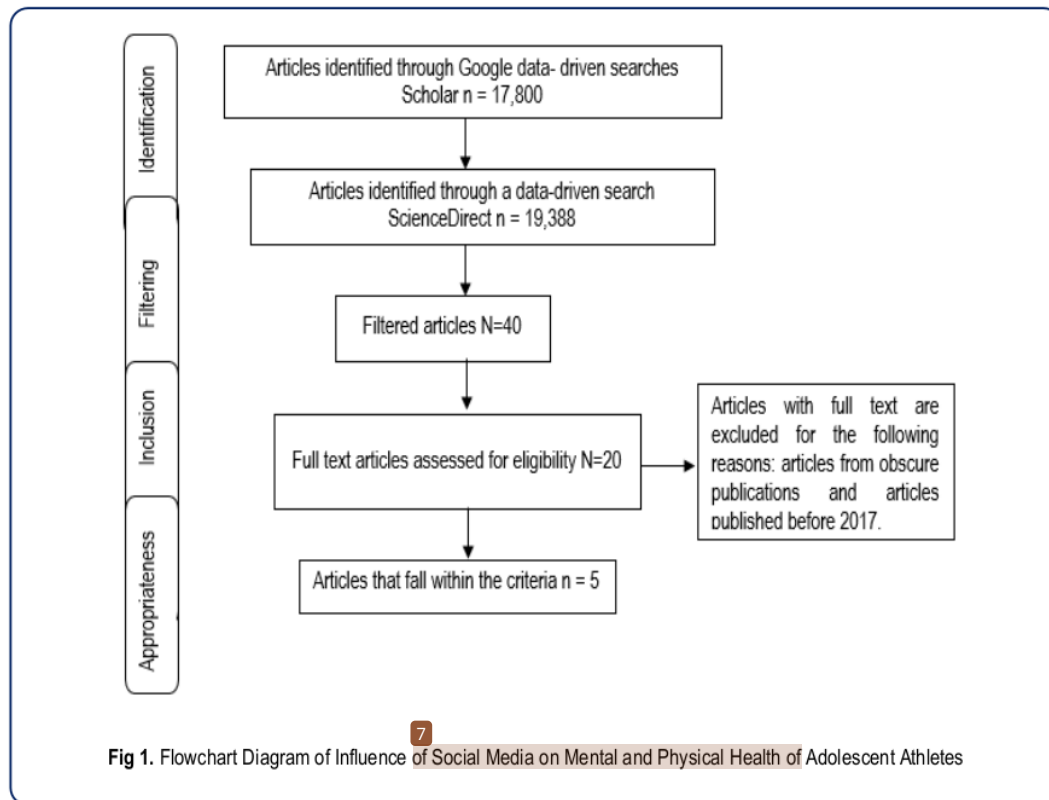 Identification
Articles identified through Google data- driven searches
Scholar n = 17,800
Articles identified through a data-driven search
ScienceDirect n = 19,388
Filtering
Filtered articles N=40
Inclusion
Full text articles assessed for eligibility N=20
Articles with full text are
excluded for the following
reasons: articles from obscure
publications and articles
published before 2017.
Appropriateness
Articles that fall within the criteria n = 5
7
Fig 1. Flowchart Diagram of Influence of Social Media on Mental and Physical Health of Adolescent Athletes